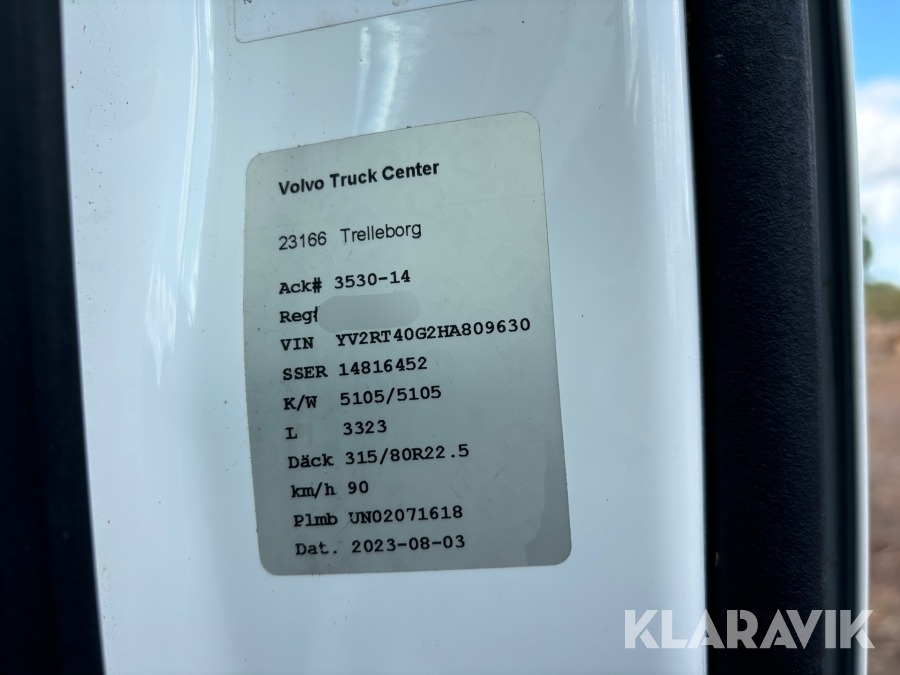 Volvo Truck Center
23166 Trelleborg
Ack# 3530-14
Reg
VIN YV2RT40G2HA809630
SSER 14816452
K/W 5105/5105
L 3323
Däck 315/80R22.5
km/h 90
Plmb UN02071618
Dat. 2023-08-03
KLARAVIK